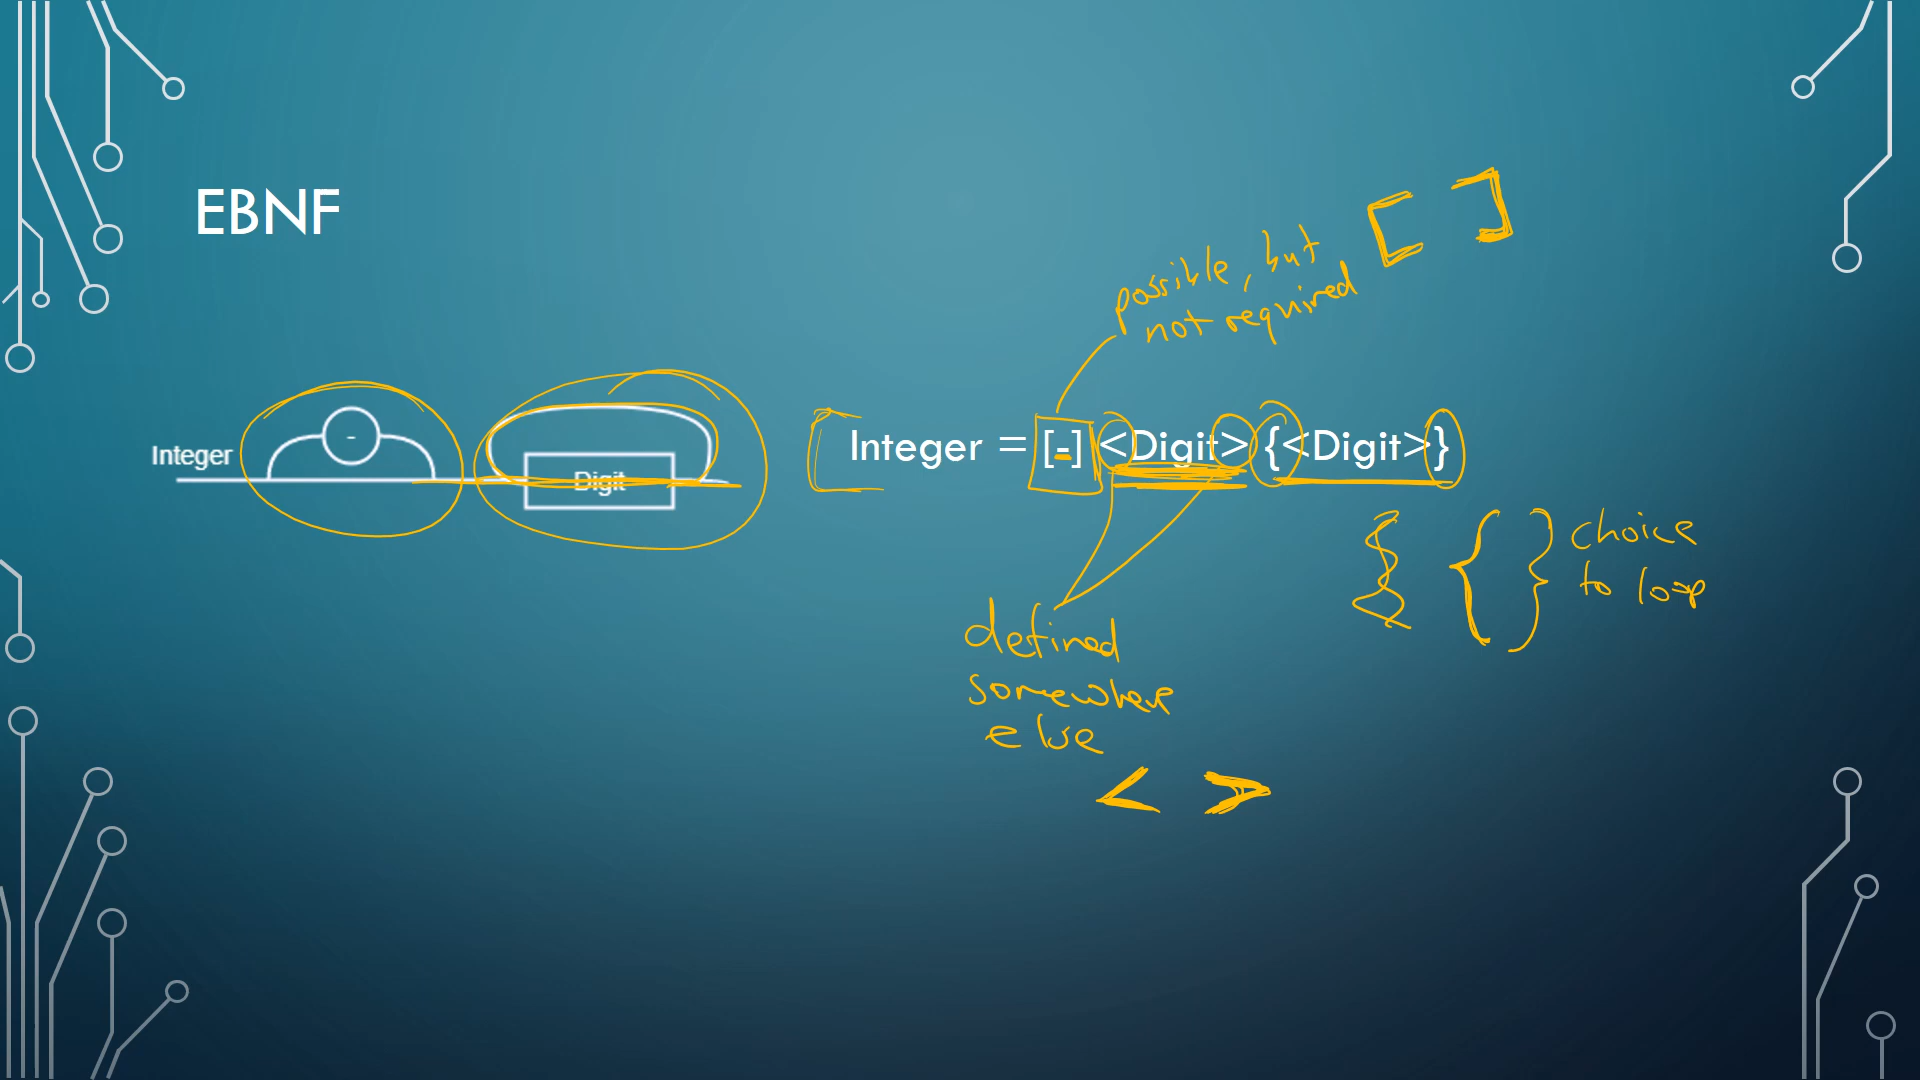 EBNF
possible, but
not required
[ ]
Integer
-
Digit
Integer = [-] <Digit> {<Digit>}
{ } choice
to loop
defined
somewhere
else
< >